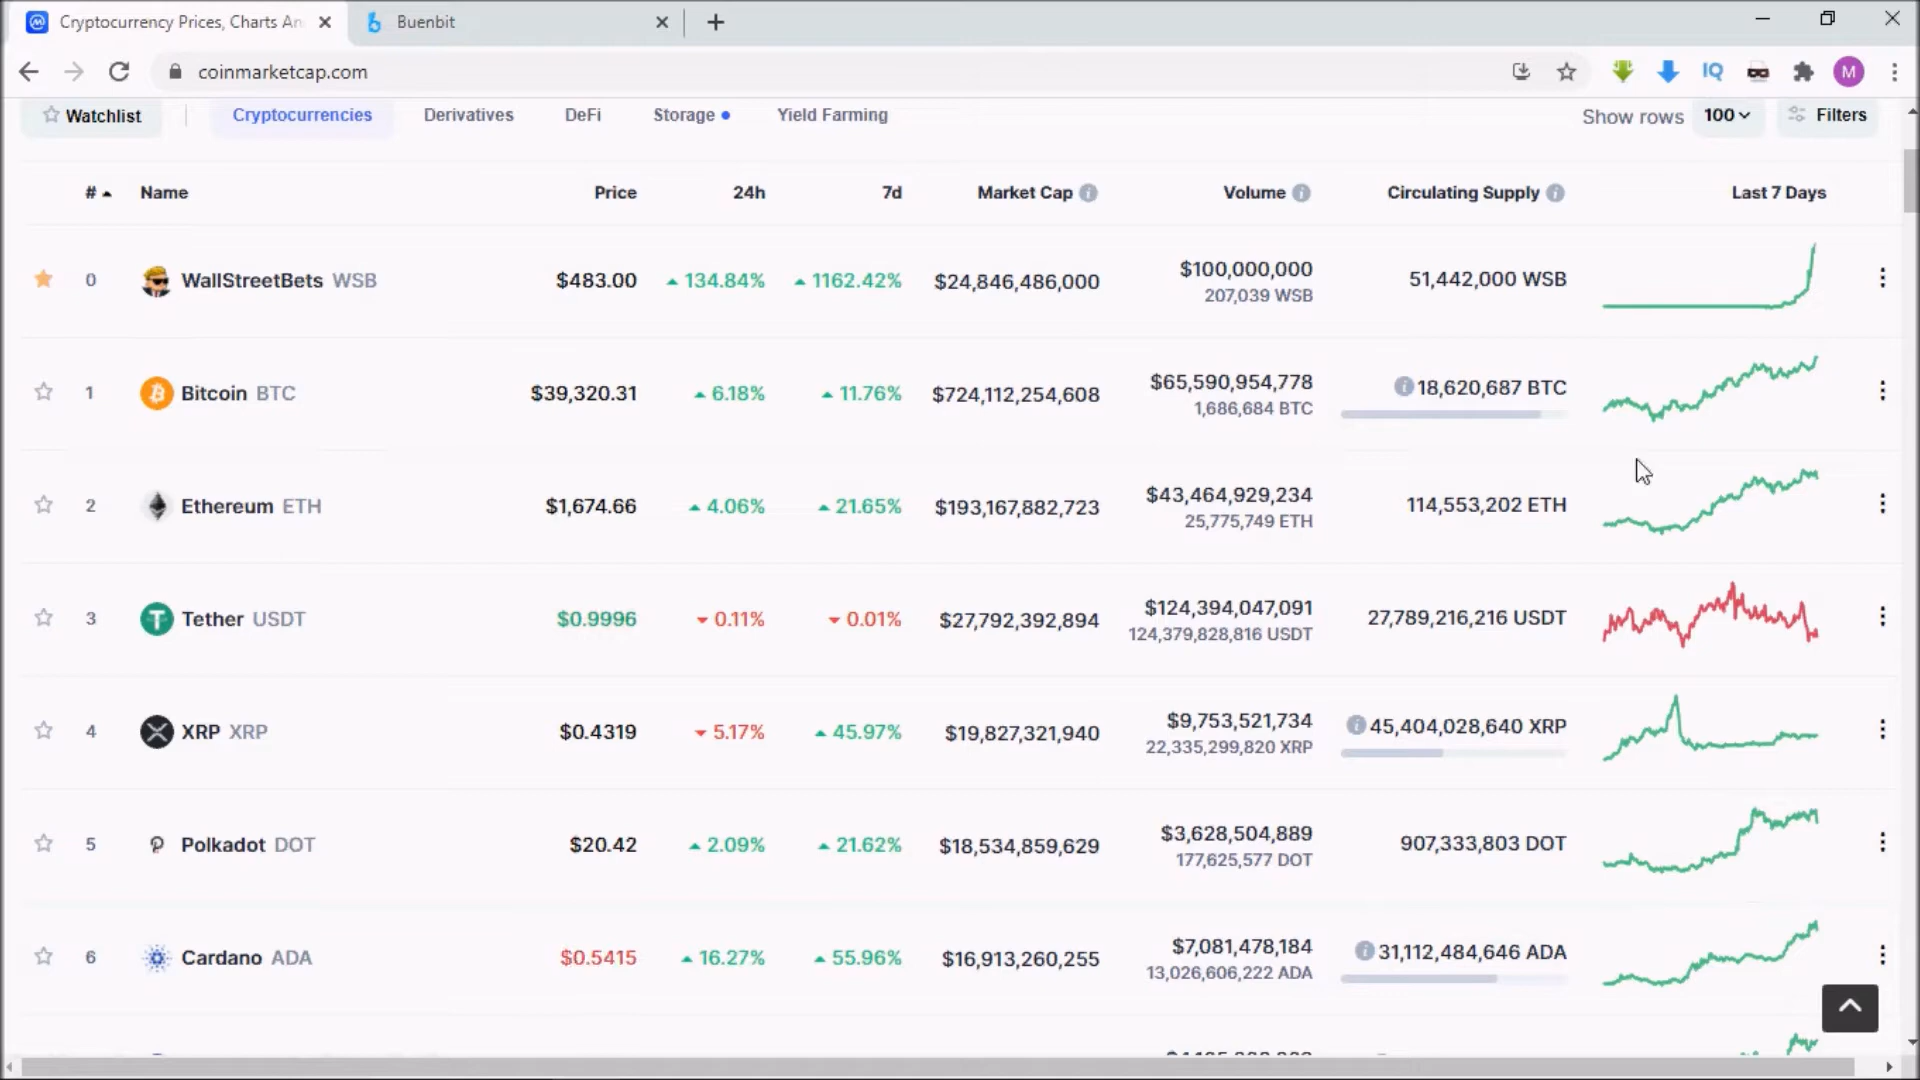 Cryptocurrency Prices, Charts An
Buenbit
coinmarketcap.com
IQ
M
Watchlist
Cryptocurrencies
Derivatives
DeFi
Storage
Yield Farming
Show rows
100
Filters
# Name Price 24h 7d Market Cap Volume Circulating Supply Last 7 Days
0 WallStreetBets WSB $483.00 134.84% 1162.42% $24,846,486,000 $100,000,000 51,442,000 WSB
207,039 WSB
1 Bitcoin BTC $39,320.31 6.18% 11.76% $724,112,254,608 $65,590,954,778 18,620,687 BTC
1,686,684 BTC
2 Ethereum ETH $1,674.66 4.06% 21.65% $193,167,882,723 $43,464,929,234 114,553,202 ETH
25,775,749 ETH
3 Tether USDT $0.9996 0.11% 0.01% $27,792,392,894 $124,394,047,091 27,789,216,216 USDT
124,379,828,816 USDT
4 XRP XRP $0.4319 5.17% 45.97% $19,827,321,940 $9,753,521,734 45,404,028,640 XRP
22,335,299,820 XRP
5 Polkadot DOT $20.42 2.09% 21.62% $18,534,859,629 $3,628,504,889 907,333,803 DOT
177,625,577 DOT
6 Cardano ADA $0.5415 16.27% 55.96% $16,913,260,255 $7,081,478,184 31,112,484,646 ADA
13,026,606,222 ADA